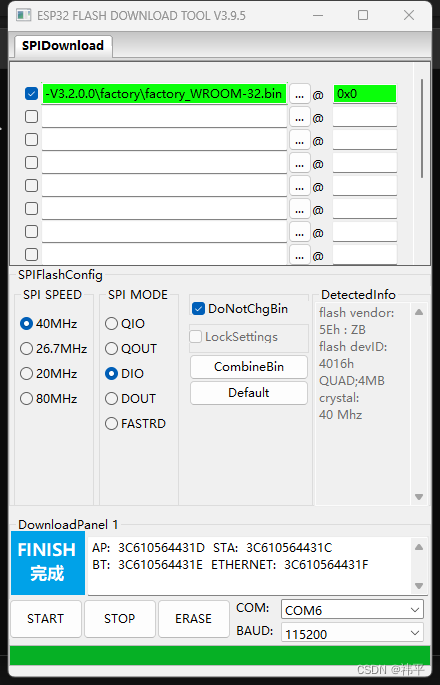 ESP32 FLASH DOWNLOAD TOOL V3.9.5
SPIDownload
-V3.2.0.0\factory\factory_WROOM-32.bin ... @ 0x0
... @
... @
... @
... @
... @
... @
... @
SPIFlashConfig
SPI SPEED
40MHz
26.7MHz
20MHz
80MHz
SPI MODE
QIO
QOUT
DIO
DOUT
FASTRD
DoNotChgBin
LockSettings
CombineBin
Default
DetectedInfo
flash vendor:
5Eh : ZB
flash devID:
4016h
QUAD;4MB
crystal:
40 Mhz
DownloadPanel 1
FINISH
完成
AP: 3C610564431D STA: 3C610564431C
BT: 3C610564431E ETHERNET: 3C610564431F
START
STOP
ERASE
COM: COM6
BAUD: 115200
CSDN @祎平